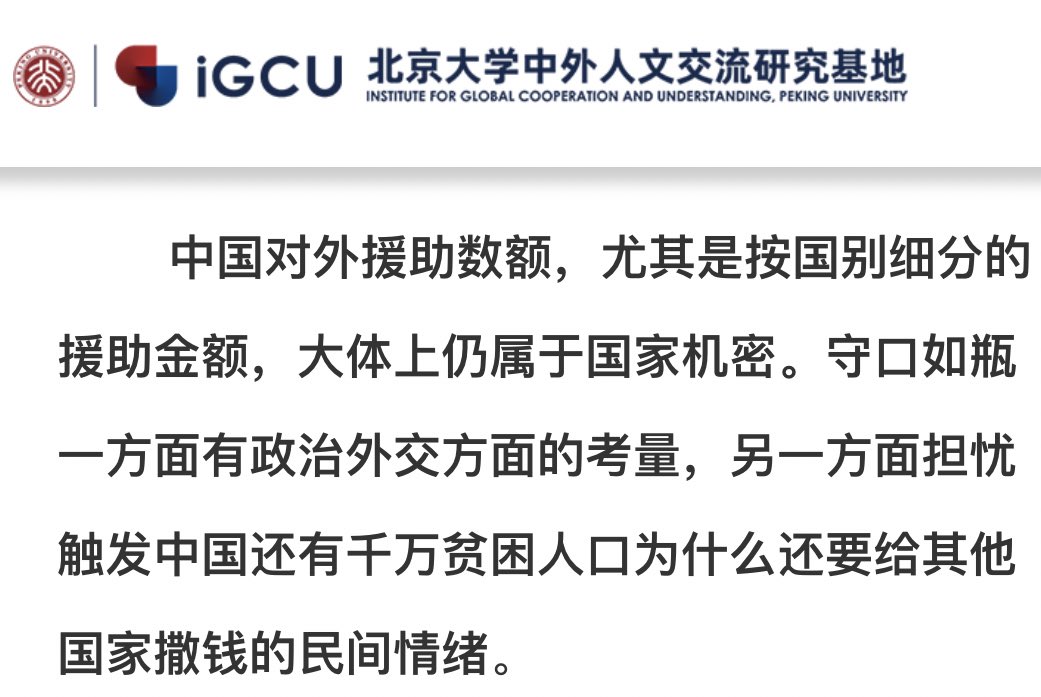 iGCU 北京大学中外人文交流研究基地
INSTITUTE FOR GLOBAL COOPERATION AND UNDERSTANDING, PEKING UNIVERSITY
中国对外援助数额，尤其是按国别细分的
援助金额，大体上仍属于国家机密。守口如瓶
一方面有政治外交方面的考量，另一方面担忧
触发中国还有千万贫困人口为什么还要给其他
国家撒钱的民间情绪。